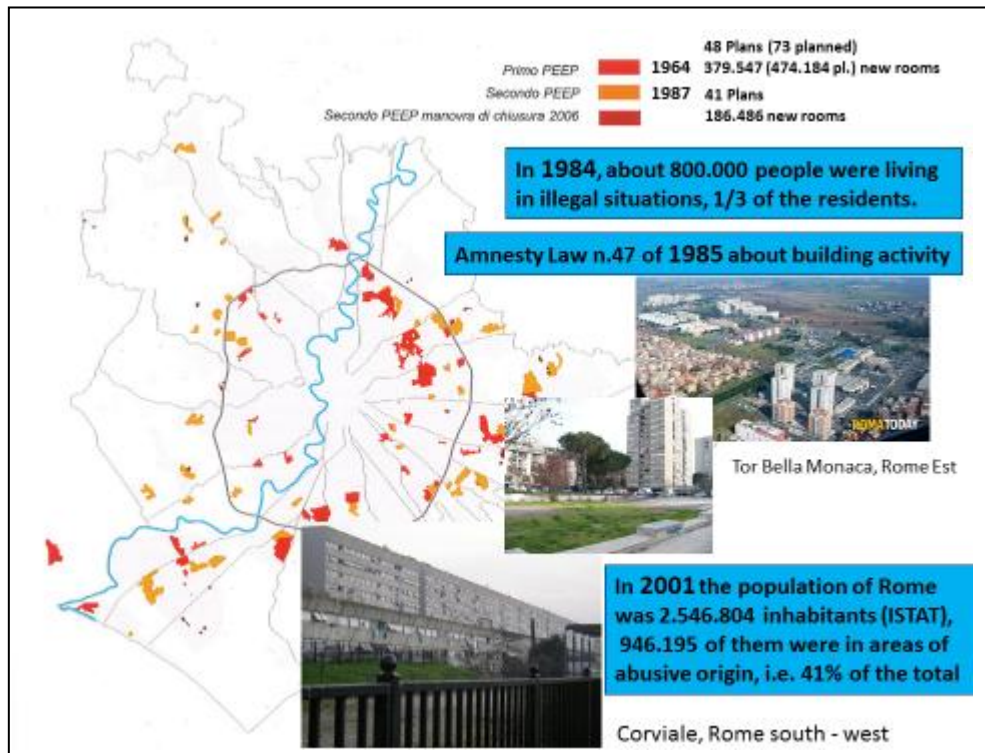 48 Plans (73 planned)
Primo PEEP 1964 379.547 (474.184 pl.) new rooms
Secondo PEEP 1987 41 Plans
Secondo PEEP manovra di chiusura 2006 186.486 new rooms
In 1984, about 800.000 people were living
in illegal situations, 1/3 of the residents.
Amnesty Law n.47 of 1985 about building activity
ROMATODAY
Tor Bella Monaca, Rome Est
In 2001 the population of Rome
was 2.546.804 inhabitants (ISTAT),
946.195 of them were in areas of
abusive origin, i.e. 41% of the total
Corviale, Rome south - west